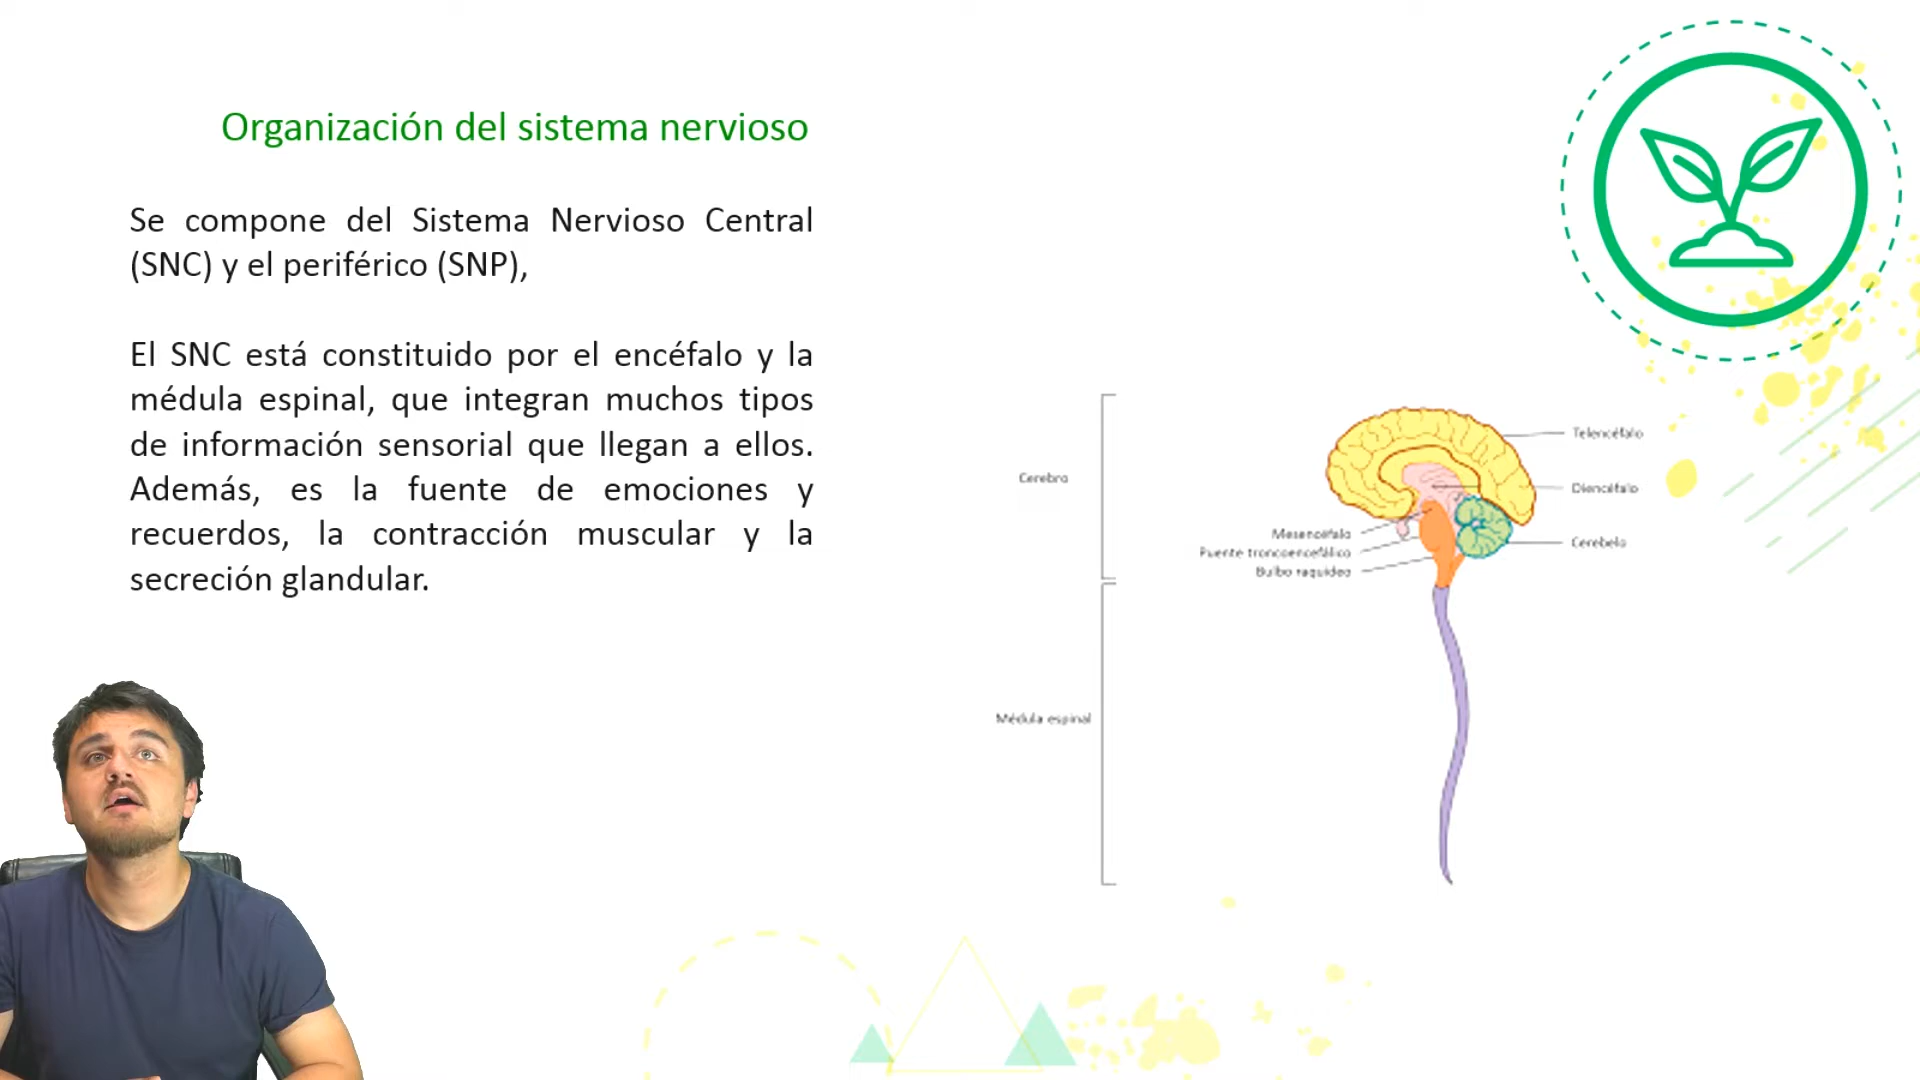 Organización del sistema nervioso
Se compone del Sistema Nervioso Central
(SNC) y el periférico (SNP),
El SNC está constituido por el encéfalo y la
médula espinal, que integran muchos tipos
de información sensorial que llegan a ellos.
Además, es la fuente de emociones y
recuerdos, la contracción muscular y la
secreción glandular.
Cerebro
Médula espinal
Telencéfalo
Diencéfalo
Cerebelo
Mesencéfalo
Puente troncoencefálico
Bulbo raquídeo